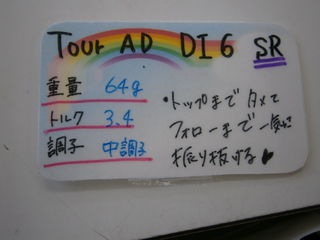 Tour AD DI 6 SR
重量 64g
トルク 3.4
調子 中調子
・トップまでタメて
フォローまで一気に
振り抜ける♥